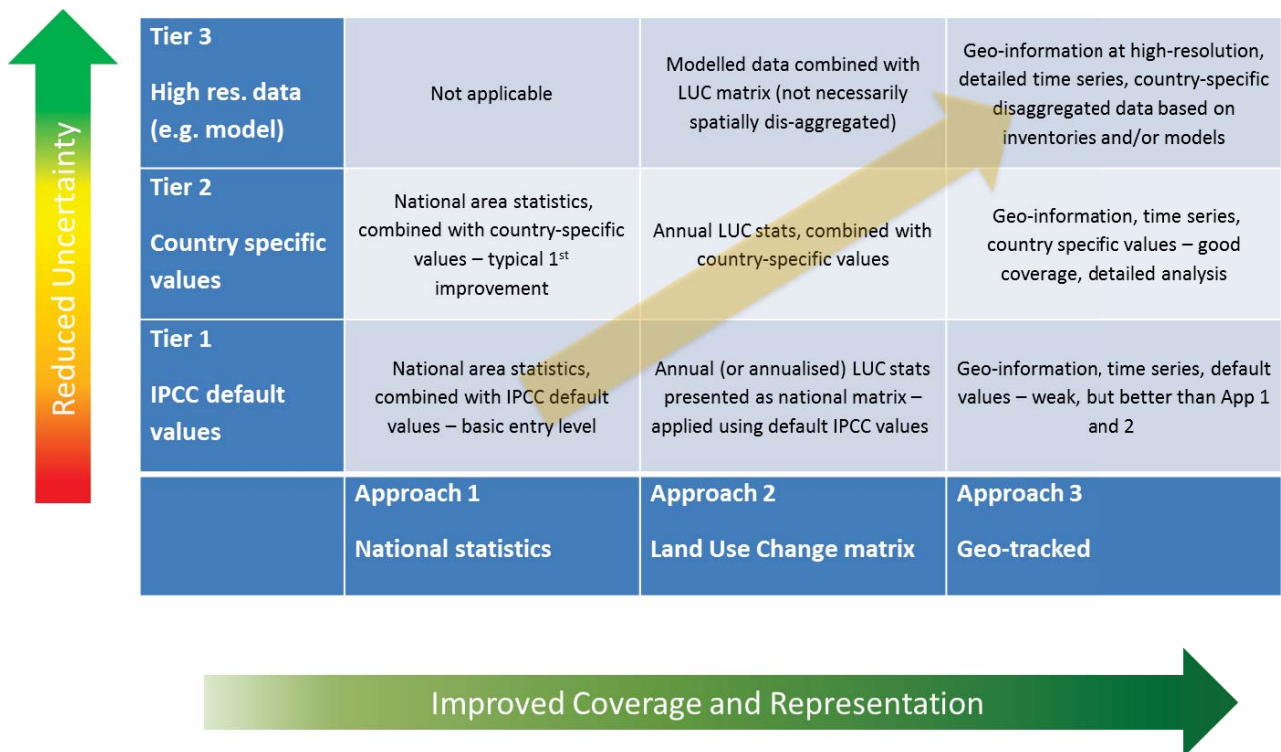 Reduced Uncertainty
Tier 3
High res. data
(e.g. model)
Not applicable
Modelled data combined with
LUC matrix (not necessarily
spatially dis-aggregated)
Geo-information at high-resolution,
detailed time series, country-specific
disaggregated data based on
inventories and/or models
Tier 2
Country specific
values
National area statistics,
combined with country-specific
values – typical 1st
improvement
Annual LUC stats, combined with
country-specific values
Geo-information, time series,
country specific values – good
coverage, detailed analysis
Tier 1
IPCC default
values
National area statistics,
combined with IPCC default
values – basic entry level
Annual (or annualised) LUC stats
presented as national matrix –
applied using default IPCC values
Geo-information, time series, default
values – weak, but better than App 1
and 2
Approach 1
National statistics
Approach 2
Land Use Change matrix
Approach 3
Geo-tracked
Improved Coverage and Representation